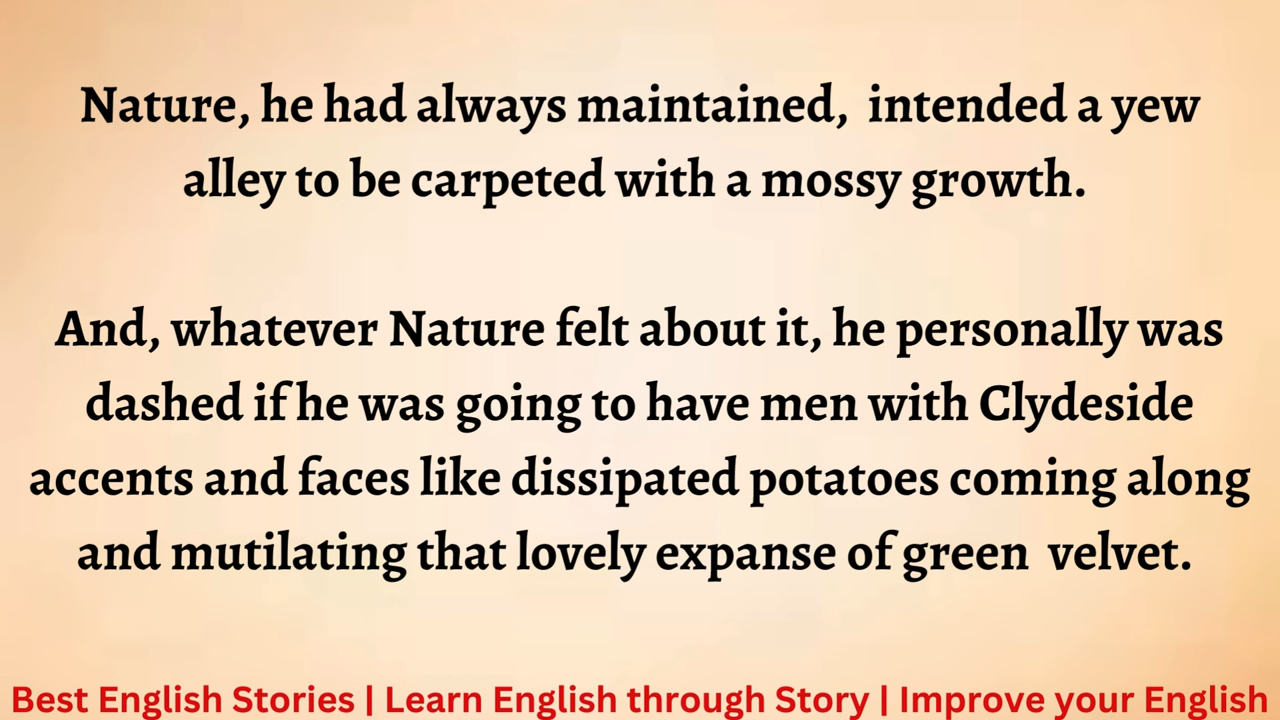 Nature, he had always maintained,  intended a yew
alley to be carpeted with a mossy growth.
And, whatever Nature felt about it, he personally was
dashed if he was going to have men with Clydeside
accents and faces like dissipated potatoes coming along
and mutilating that lovely expanse of green  velvet.
Best English Stories | Learn English through Story | Improve your English